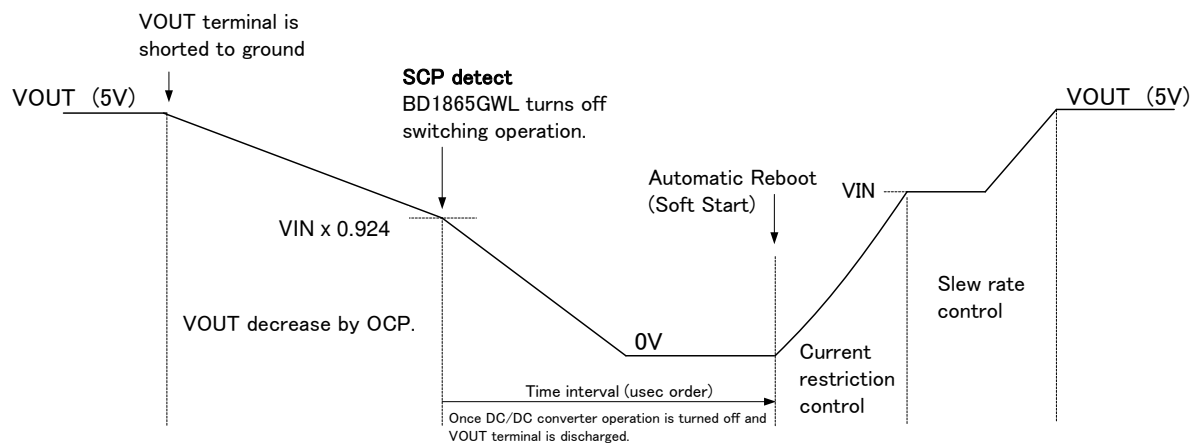 VOUT terminal is
shorted to ground
SCP detect
BD1865GWL turns off
switching operation.
VOUT (5V)
VOUT (5V)
Automatic Reboot
(Soft Start)
VIN
VIN x 0.924
Slew rate
control
VOUT decrease by OCP.
0V
Current
restriction
control
Time interval (usec order)
Once DC/DC converter operation is turned off and
VOUT terminal is discharged.